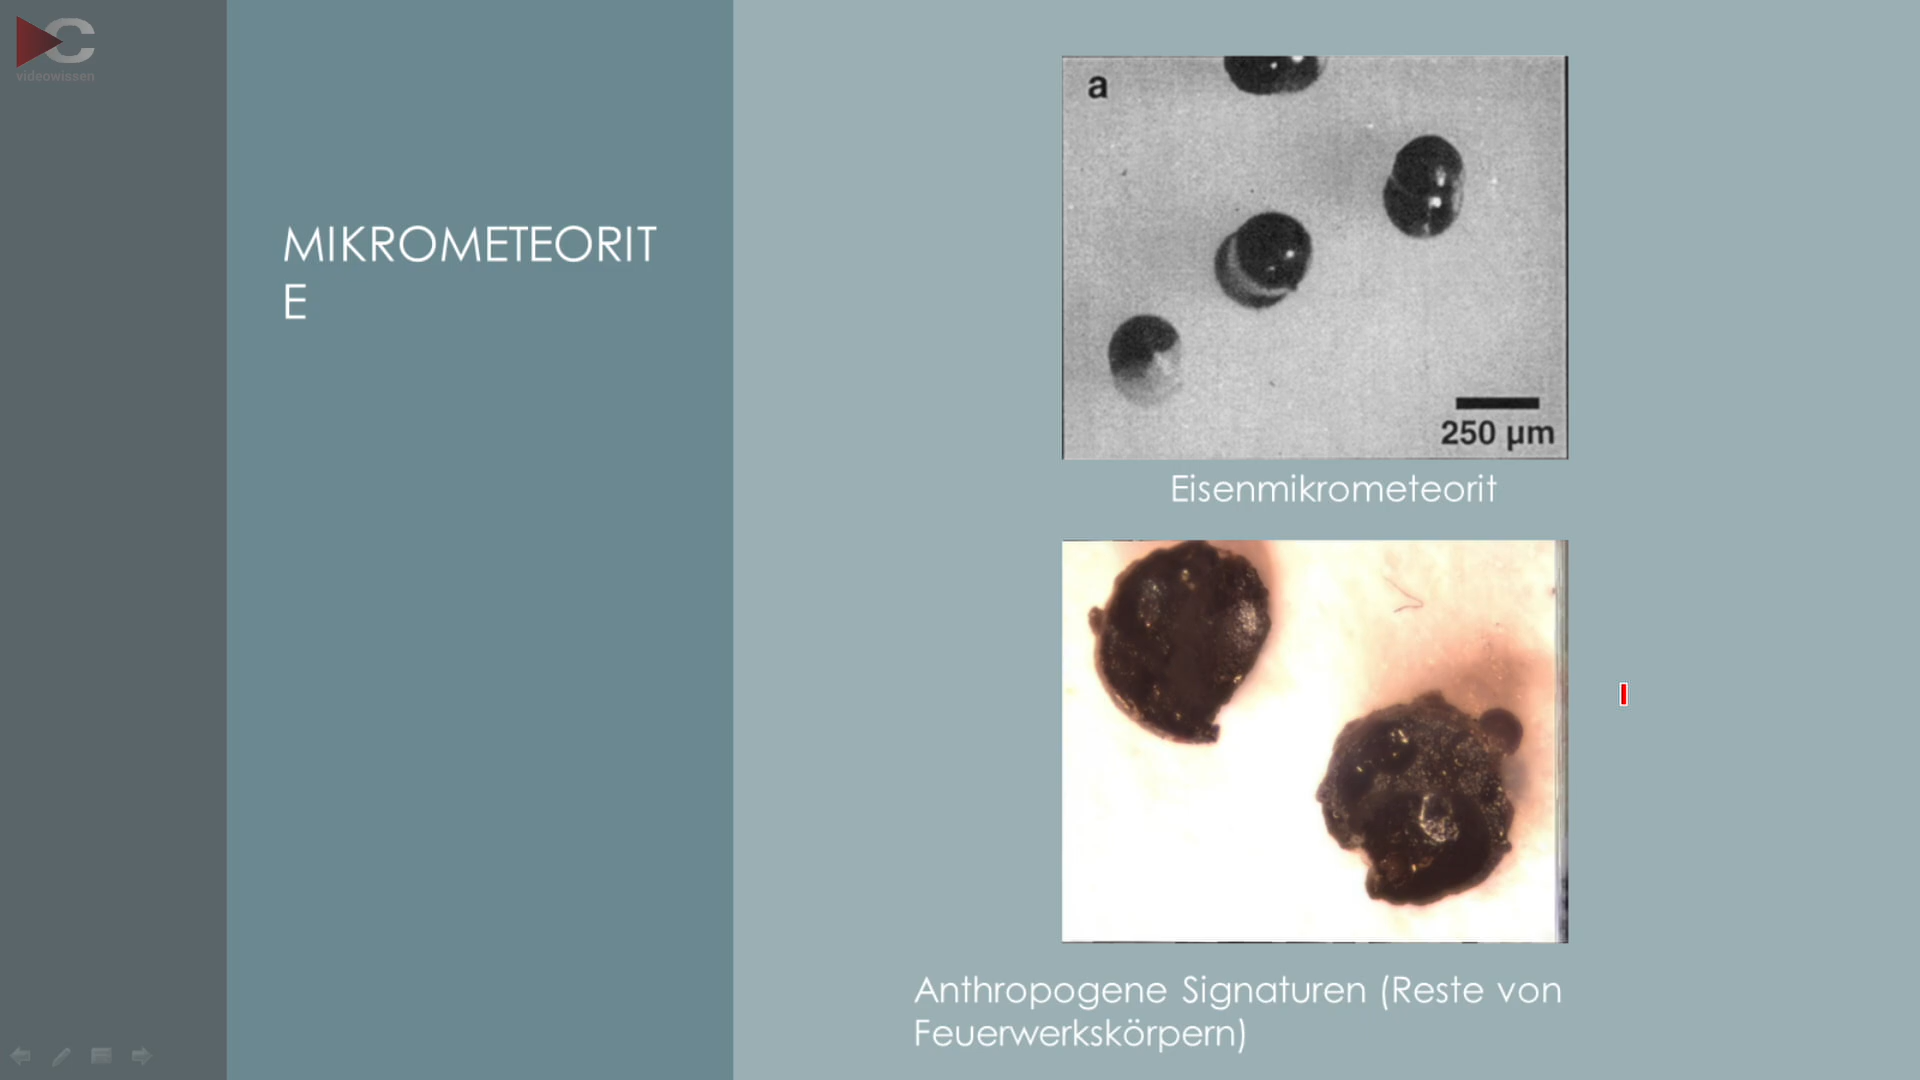 C
videowissen
MIKROMETEORIT
E
a
250 µm
Eisenmikrometeorit
Anthropogene Signaturen (Reste von
Feuerwerkskörpern)